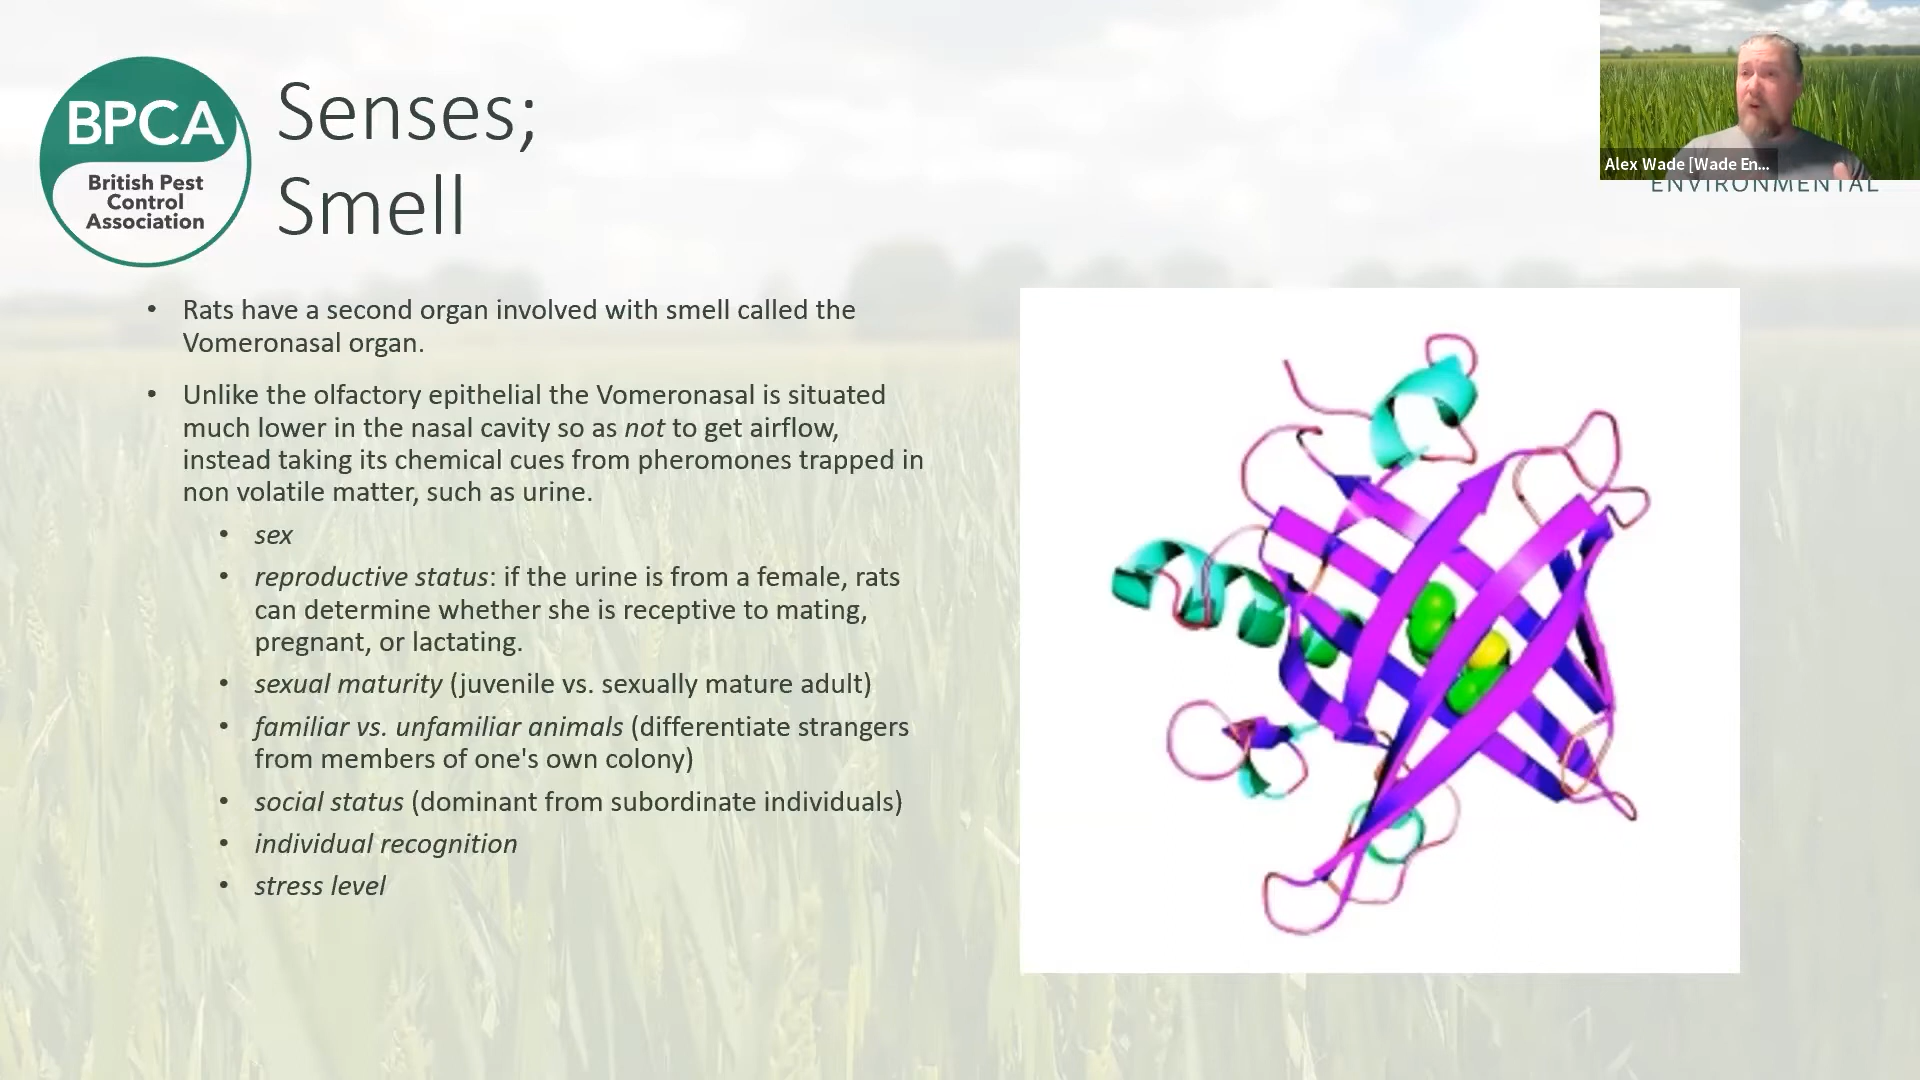 BPCA
British Pest
Control
Association
Senses;
Smell
Alex Wade [Wade En...
ENVIRONMENTAL
• Rats have a second organ involved with smell called the
Vomeronasal organ.
• Unlike the olfactory epithelial the Vomeronasal is situated
much lower in the nasal cavity so as not to get airflow,
instead taking its chemical cues from pheromones trapped in
non volatile matter, such as urine.
• sex
• reproductive status: if the urine is from a female, rats
can determine whether she is receptive to mating,
pregnant, or lactating.
• sexual maturity (juvenile vs. sexually mature adult)
• familiar vs. unfamiliar animals (differentiate strangers
from members of one's own colony)
• social status (dominant from subordinate individuals)
• individual recognition
• stress level